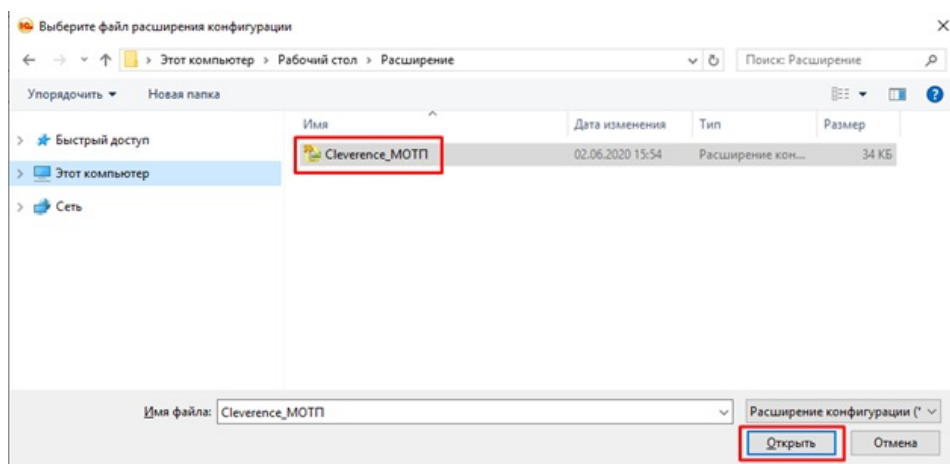 Выберите файл расширения конфигурации
Этот компьютер > Рабочий стол > Расширение
Поиск: Расширение
Упорядочить Новая папка
Имя Дата изменения Тип Размер
Быстрый доступ
Cleverence_МОТП 02.06.2020 15:54 Расширение кон... 34 КБ
Этот компьютер
Сеть
Имя файла: Cleverence_МОТП
Расширение конфигурации (*
Открыть Отмена